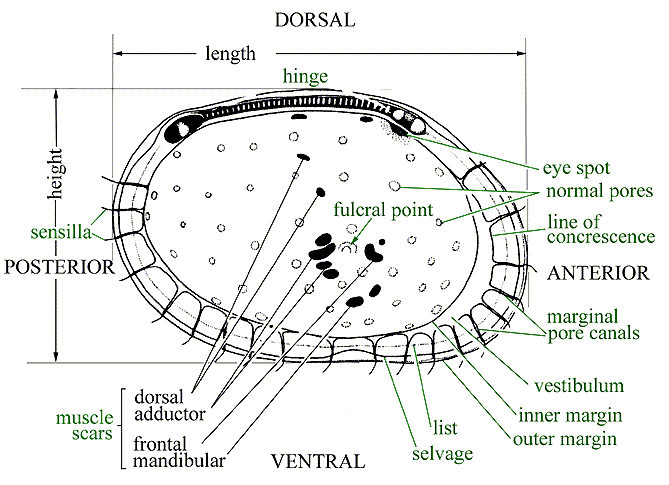 DORSAL
length
hinge
height
eye spot
normal pores
fulcral point
line of
concrescence
sensilla
POSTERIOR
ANTERIOR
marginal
pore canals
vestibulum
inner margin
outer margin
list
selvage
muscle
scars
dorsal
adductor
frontal
mandibular
VENTRAL